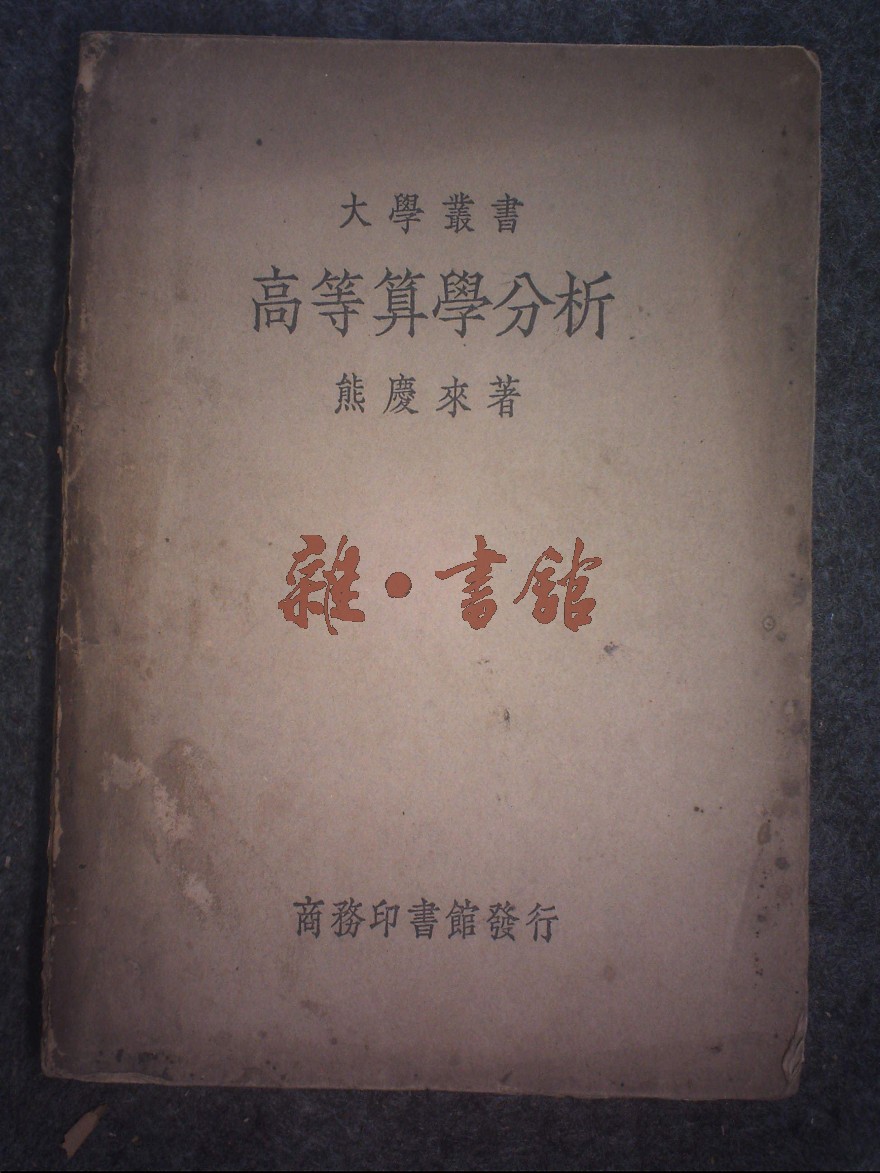 大學叢書
高等算學分析
熊慶來著
雜·書館
商務印書館發行